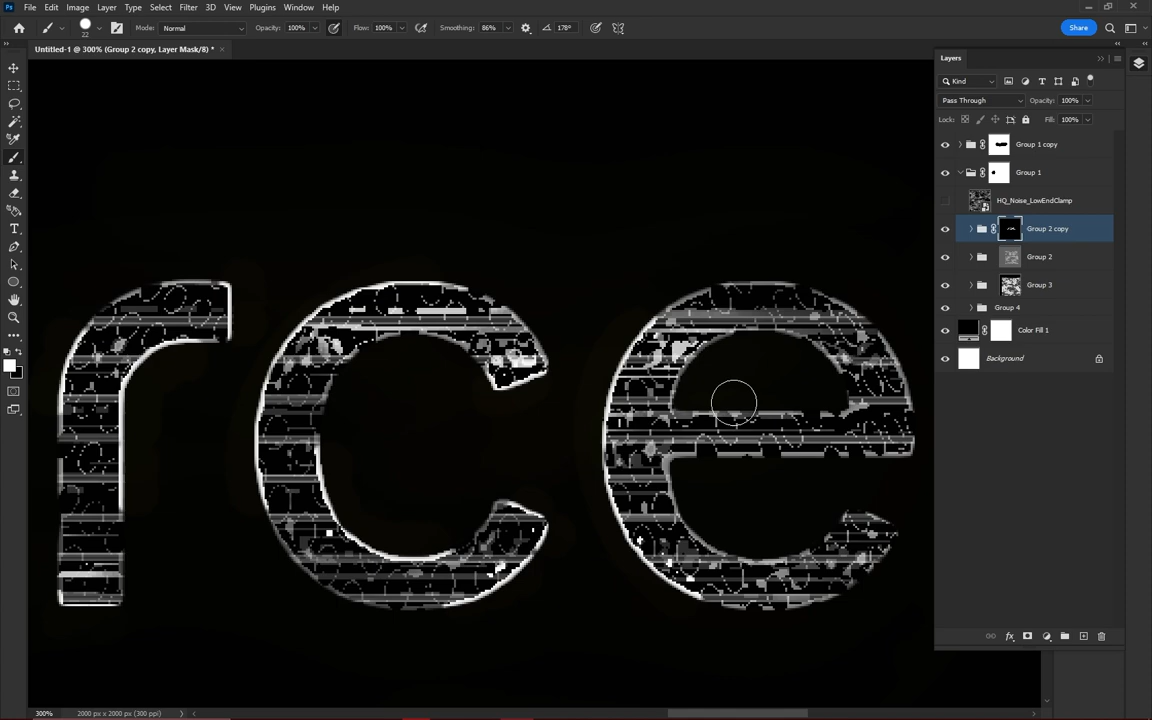 Ps File Edit Image Layer Type Select Filter 3D View Plugins Window Help
22 Mode: Normal Opacity: 100% Flow: 100% Smoothing: 86% 178° Share
Untitled-1 @ 300% (Group 2 copy, Layer Mask/8) *
Layers
Kind
Pass Through Opacity: 100%
Lock: Fill: 100%
Group 1 copy
Group 1
HQ_Noise_LowEndClamp
Group 2 copy
Group 2
Group 3
Group 4
Color Fill 1
Background
rce
300% 2000 px x 2000 px (300 ppi)